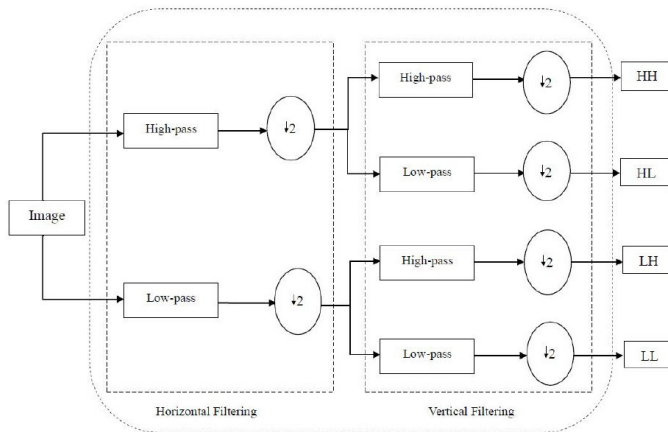 High-pass
↓2
HH
High-pass
↓2
Low-pass
↓2
HL
Image
High-pass
↓2
LH
Low-pass
↓2
Low-pass
↓2
LL
Horizontal Filtering
Vertical Filtering